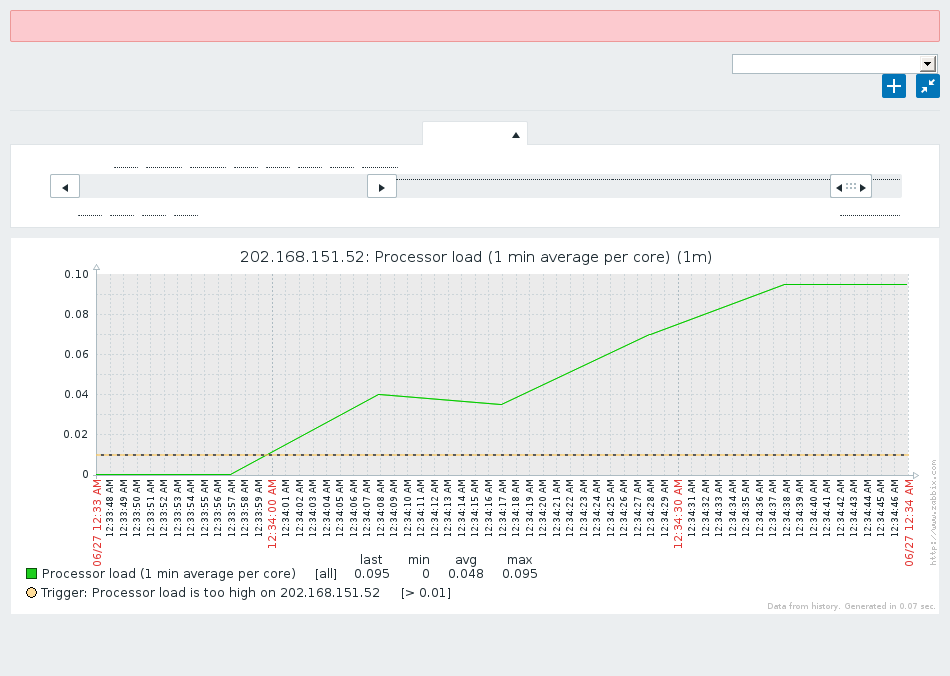 202.168.151.52: Processor load (1 min average per core) (1m)
0.10
0.08
0.06
0.04
0.02
0
06/27 12:33 AM
12:33:48 AM
12:33:49 AM
12:33:50 AM
12:33:51 AM
12:33:52 AM
12:33:53 AM
12:33:54 AM
12:33:55 AM
12:33:56 AM
12:33:57 AM
12:33:58 AM
12:33:59 AM
12:34:00 AM
12:34:01 AM
12:34:02 AM
12:34:03 AM
12:34:04 AM
12:34:05 AM
12:34:06 AM
12:34:07 AM
12:34:08 AM
12:34:09 AM
12:34:10 AM
12:34:11 AM
12:34:12 AM
12:34:13 AM
12:34:14 AM
12:34:15 AM
12:34:16 AM
12:34:17 AM
12:34:18 AM
12:34:19 AM
12:34:20 AM
12:34:21 AM
12:34:22 AM
12:34:23 AM
12:34:24 AM
12:34:25 AM
12:34:26 AM
12:34:27 AM
12:34:28 AM
12:34:29 AM
12:34:30 AM
12:34:31 AM
12:34:32 AM
12:34:33 AM
12:34:34 AM
12:34:35 AM
12:34:36 AM
12:34:37 AM
12:34:38 AM
12:34:39 AM
12:34:40 AM
12:34:41 AM
12:34:42 AM
12:34:43 AM
12:34:44 AM
12:34:45 AM
12:34:46 AM
06/27 12:34 AM
http://www.zabbix.com
last min avg max
Processor load (1 min average per core) [all] 0.095 0 0.048 0.095
Trigger: Processor load is too high on 202.168.151.52 [> 0.01]
Data from history. Generated in 0.07 sec.